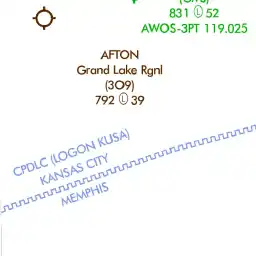 831 Ⓛ 52
AWOS-3PT 119.025
AFTON
Grand Lake Rgnl
(3O9)
792 Ⓛ 39
CPDLC (LOGON KUSA)
KANSAS CITY
MEMPHIS